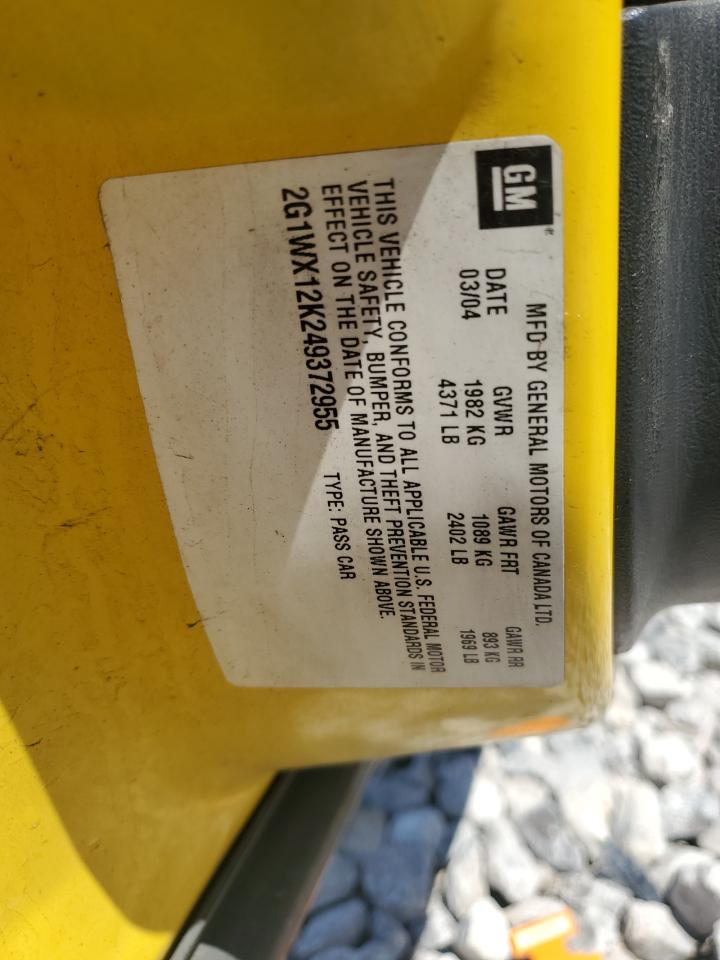 GM®
MFD BY GENERAL MOTORS OF CANADA LTD.
DATE GVWR GAWR FRT GAWR RR
03/04 1982 KG 1089 KG 893 KG
4371 LB 2402 LB 1969 LB
THIS VEHICLE CONFORMS TO ALL APPLICABLE U.S. FEDERAL MOTOR
VEHICLE SAFETY, BUMPER, AND THEFT PREVENTION STANDARDS IN
EFFECT ON THE DATE OF MANUFACTURE SHOWN ABOVE.
2G1WX12K249372955 TYPE: PASS CAR